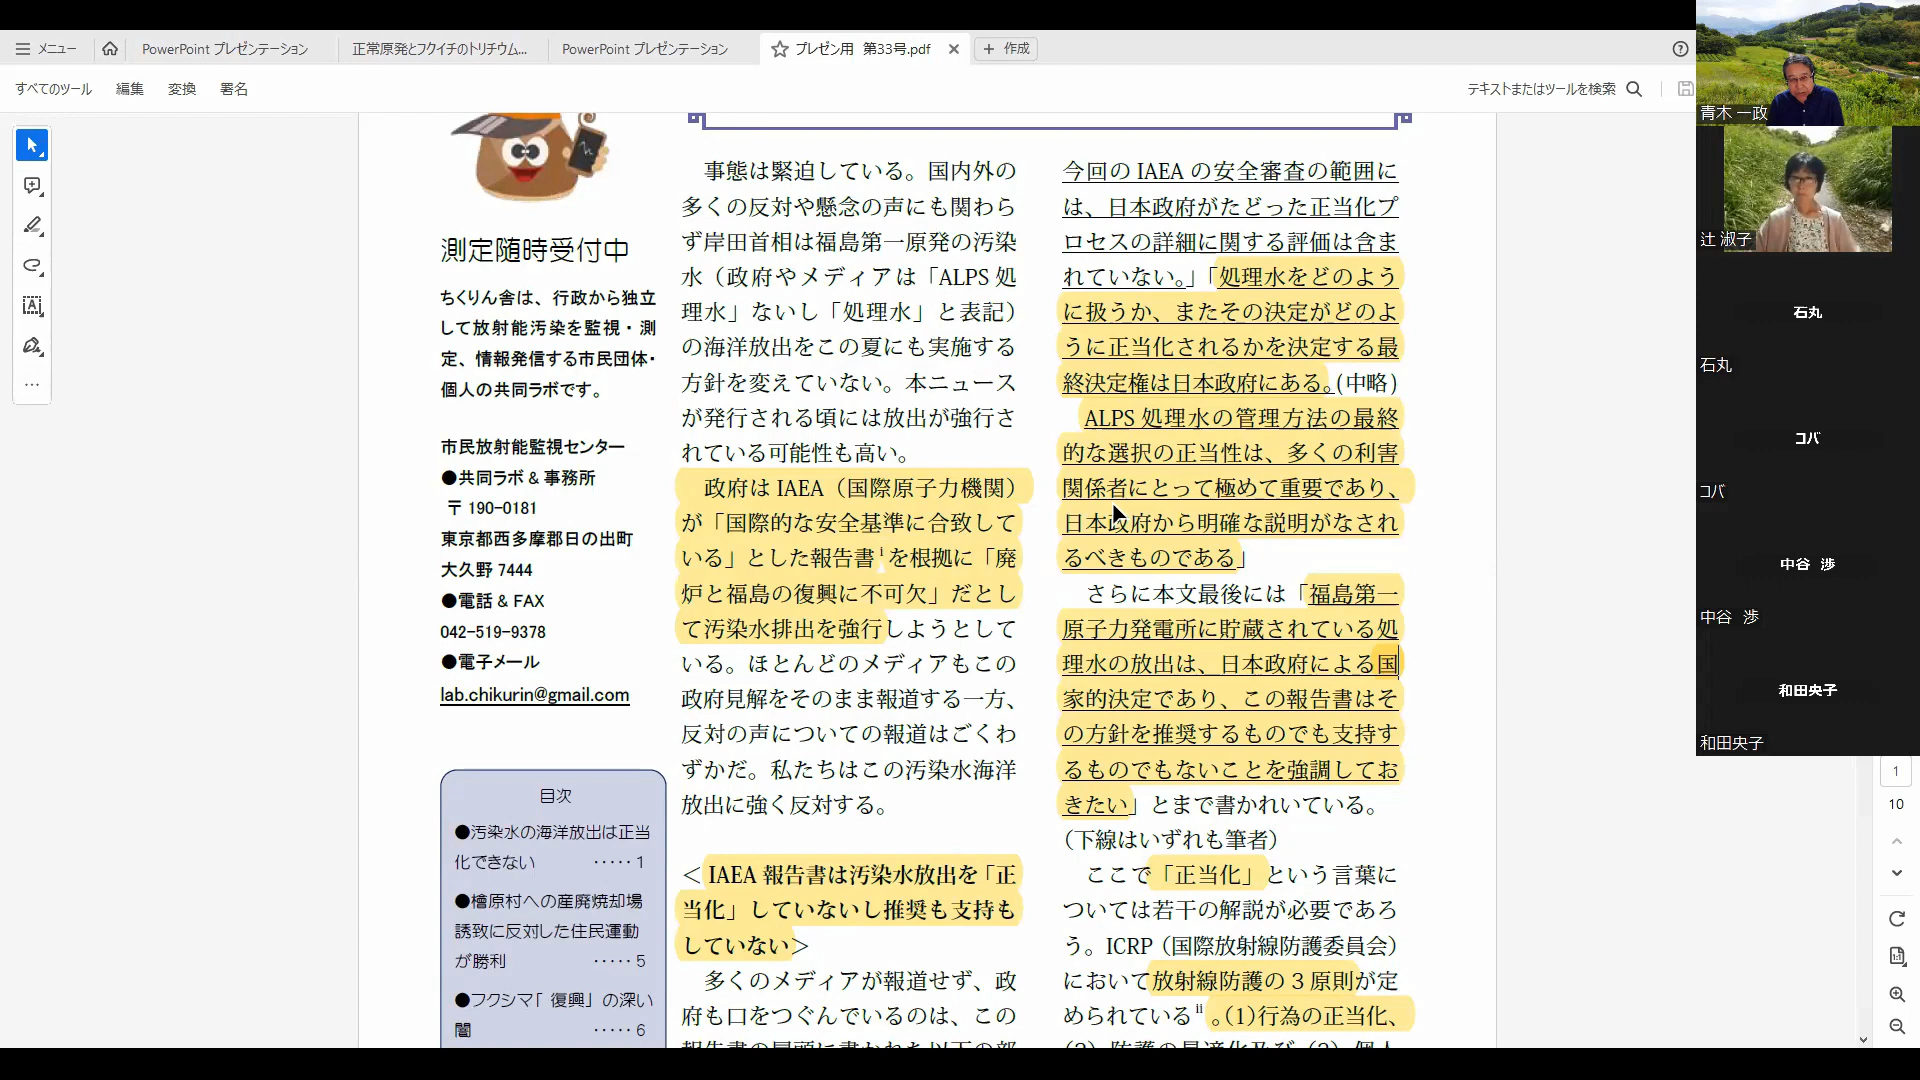 メニュー
PowerPoint プレゼンテーション
正常原発とフクイチのトリチウム...
PowerPoint プレゼンテーション
プレゼン用 第33号.pdf
作成
すべてのツール
編集
変換
署名
テキストまたはツールを検索
測定随時受付中
ちくりん舎は、行政から独立
して放射能汚染を監視・測
定、情報発信する市民団体・
個人の共同ラボです。
市民放射能監視センター
●共同ラボ & 事務所
〒 190-0181
東京都西多摩郡日の出町
大久野 7444
●電話 & FAX
042-519-9378
●電子メール
lab.chikurin@gmail.com
目次
●汚染水の海洋放出は正当
化できない ・・・・・1
●檜原村への産廃焼却場
誘致に反対した住民運動
が勝利 ・・・・・5
●フクシマ「 復興」の深い
闇 ・・・・・6
事態は緊迫している。国内外の
多くの反対や懸念の声にも関わら
ず岸田首相は福島第一原発の汚染
水（政府やメディアは「ALPS 処
理水」ないし「処理水」と表記）
の海洋放出をこの夏にも実施する
方針を変えていない。本ニュース
が発行される頃には放出が強行さ
れている可能性も高い。
政府は IAEA（国際原子力機関）
が「国際的な安全基準に合致して
いる」とした報告書 i を根拠に「廃
炉と福島の復興に不可欠」だとし
て汚染水排出を強行しようとして
いる。ほとんどのメディアもこの
政府見解をそのまま報道する一方、
反対の声についての報道はごくわ
ずかだ。私たちはこの汚染水海洋
放出に強く反対する。
＜IAEA 報告書は汚染水放出を「正
当化」していないし推奨も支持も
していない＞
多くのメディアが報道せず、政
府も口をつぐんでいるのは、この
報告書の冒頭に書かれた以下の部
今回の IAEA の安全審査の範囲に
は、日本政府がたどった正当化プ
ロセスの詳細に関する評価は含ま
れていない。」「処理水をどのよう
に扱うか、またその決定がどのよ
うに正当化されるかを決定する最
終決定権は日本政府にある。(中略)
ALPS 処理水の管理方法の最終
的な選択の正当性は、多くの利害
関係者にとって極めて重要であり、
日本政府から明確な説明がなされ
るべきものである」
さらに本文最後には「福島第一
原子力発電所に貯蔵されている処
理水の放出は、日本政府による国
家的決定であり、この報告書はそ
の方針を推奨するものでも支持す
るものでもないことを強調してお
きたい」とまで書かれいている。
（下線はいずれも筆者）
ここで「正当化」という言葉に
ついては若干の解説が必要であろ
う。ICRP（国際放射線防護委員会）
において放射線防護の 3 原則が定
められている ii 。(1)行為の正当化、
(2) 防護の最適化及び (3) 個人
青木 一政
辻 淑子
石丸
石丸
コバ
コバ
中谷 渉
中谷 渉
和田央子
和田央子
1
10